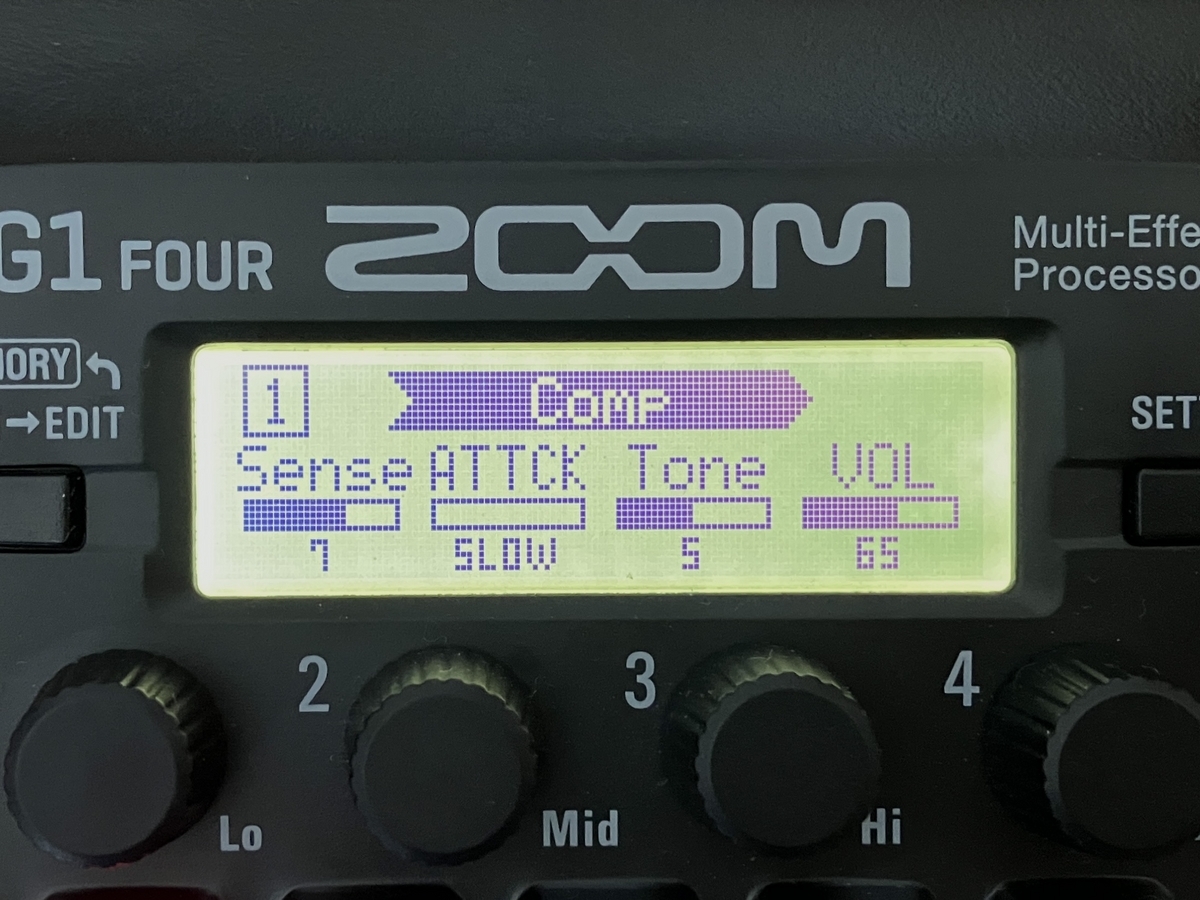 G1 FOUR ZOOM Multi-Effe
Processo
MORY
→EDIT
SET
1 Comp
Sense ATTCK Tone VOL
7 SLOW 5 65
2 3 4
Lo Mid Hi